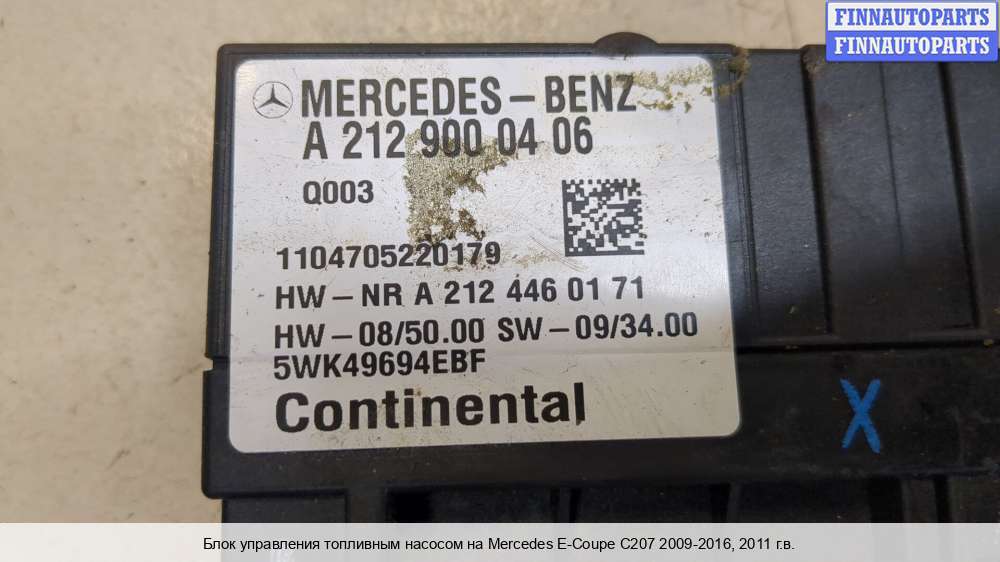 FINNAUTOPARTS
FINNAUTOPARTS
MERCEDES – BENZ
A 212 900 04 06
Q003
1104705220179
HW – NR A 212 446 01 71
HW – 08/50.00 SW – 09/34.00
5WK49694EBF
Continental
X
Блок управления топливным насосом на Mercedes E-Coupe C207 2009-2016, 2011 г.в.